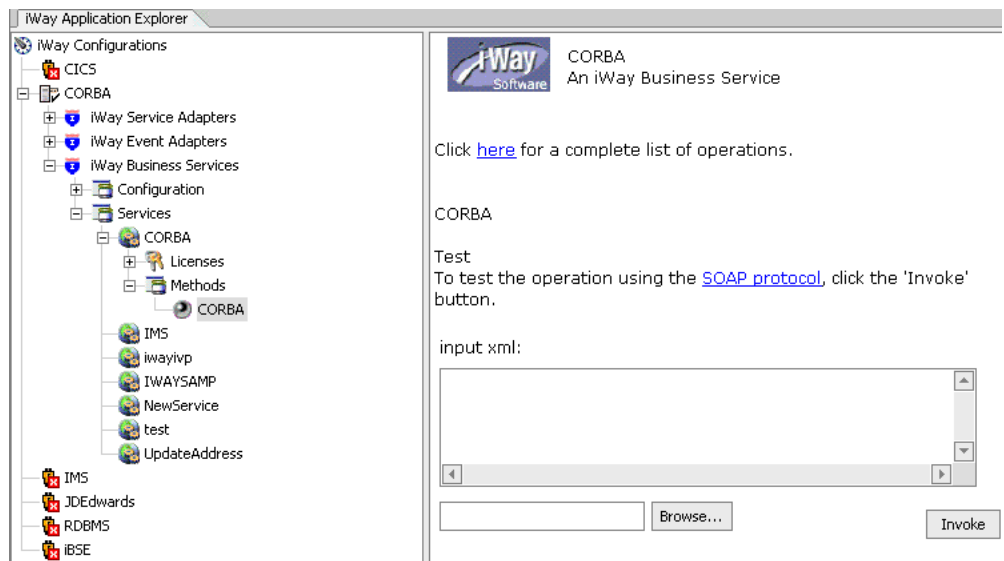 iWay Application Explorer
iWay Configurations
CICS
CORBA
iWay Service Adapters
iWay Event Adapters
iWay Business Services
Configuration
Services
CORBA
Licenses
Methods
CORBA
IMS
iwayivp
IWAYSAMP
NewService
test
UpdateAddress
IMS
JDEdwards
RDBMS
iBSE
iWay
Software
CORBA
An iWay Business Service
Click here for a complete list of operations.
CORBA
Test
To test the operation using the SOAP protocol, click the 'Invoke'
button.
input xml:
Browse...
Invoke